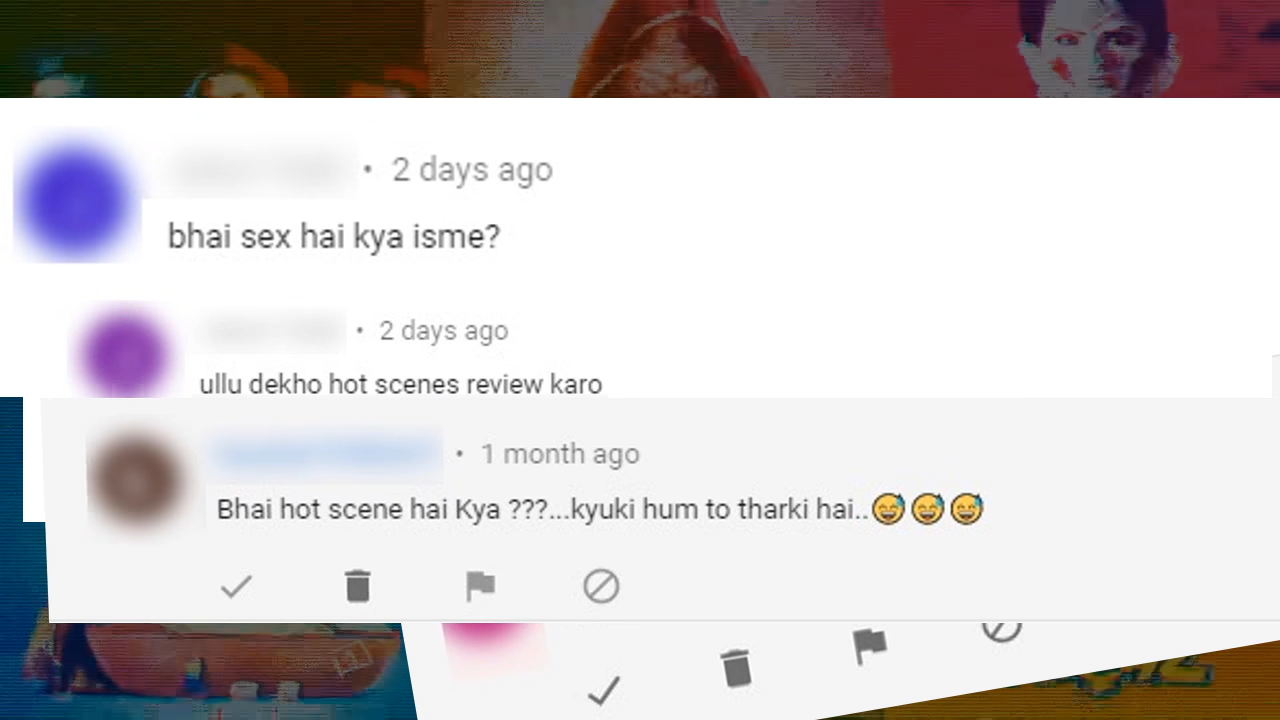 • 2 days ago
bhai sex hai kya isme?
• 2 days ago
ullu dekho hot scenes review karo
• 1 month ago
Bhai hot scene hai Kya ???...kyuki hum to tharki hai..😅😅😅